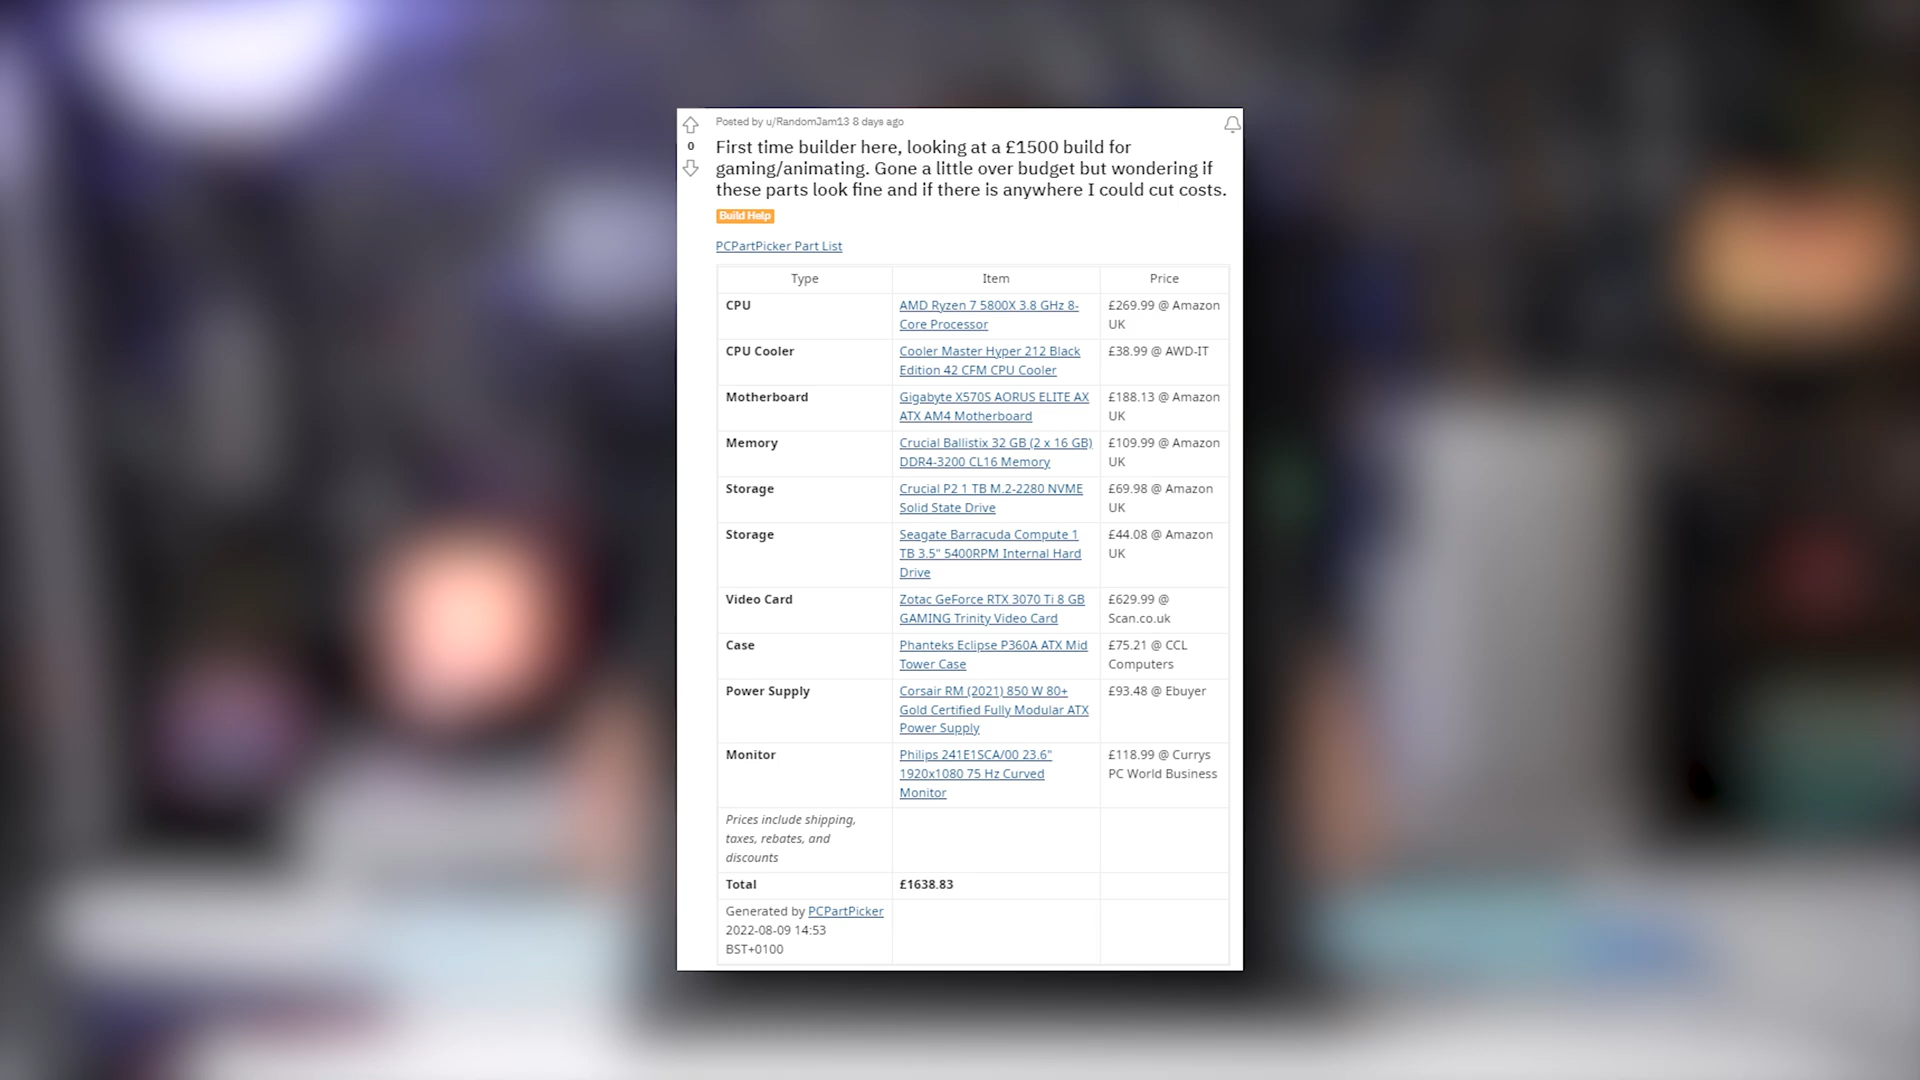 Posted by u/RandomJam13 8 days ago
0
First time builder here, looking at a £1500 build for
gaming/animating. Gone a little over budget but wondering if
these parts look fine and if there is anywhere I could cut costs.
Build Help
PCPartPicker Part List
Type Item Price
CPU AMD Ryzen 7 5800X 3.8 GHz 8- £269.99 @ Amazon
Core Processor UK
CPU Cooler Cooler Master Hyper 212 Black £38.99 @ AWD-IT
Edition 42 CFM CPU Cooler
Motherboard Gigabyte X570S AORUS ELITE AX £188.13 @ Amazon
ATX AM4 Motherboard UK
Memory Crucial Ballistix 32 GB (2 x 16 GB) £109.99 @ Amazon
DDR4-3200 CL16 Memory UK
Storage Crucial P2 1 TB M.2-2280 NVME £69.98 @ Amazon
Solid State Drive UK
Storage Seagate Barracuda Compute 1 £44.08 @ Amazon
TB 3.5" 5400RPM Internal Hard UK
Drive
Video Card Zotac GeForce RTX 3070 Ti 8 GB £629.99 @
GAMING Trinity Video Card Scan.co.uk
Case Phanteks Eclipse P360A ATX Mid £75.21 @ CCL
Tower Case Computers
Power Supply Corsair RM (2021) 850 W 80+ £93.48 @ Ebuyer
Gold Certified Fully Modular ATX
Power Supply
Monitor Philips 241E1SCA/00 23.6" £118.99 @ Currys
1920x1080 75 Hz Curved PC World Business
Monitor
Prices include shipping,
taxes, rebates, and
discounts
Total £1638.83
Generated by PCPartPicker
2022-08-09 14:53
BST+0100